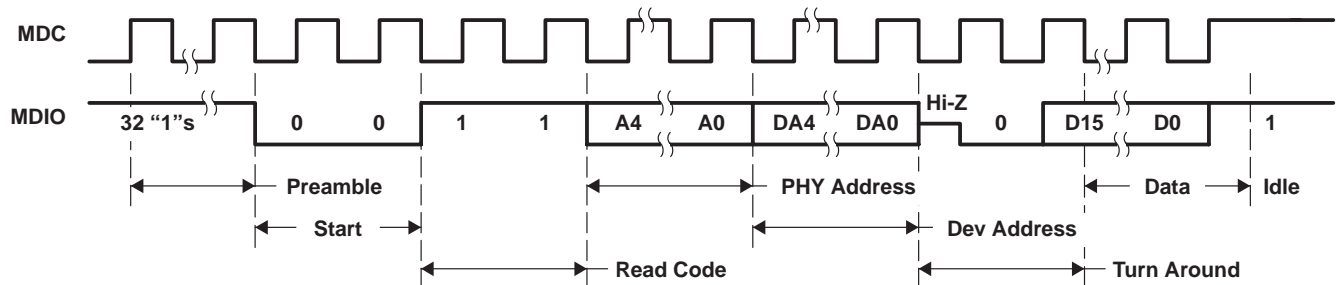 MDC
Hi-Z
MDIO
32 “1”s 0 0 1 1 A4 A0 DA4 DA0 0 D15 D0 1
Preamble PHY Address Data Idle
Start Dev Address
Read Code Turn Around